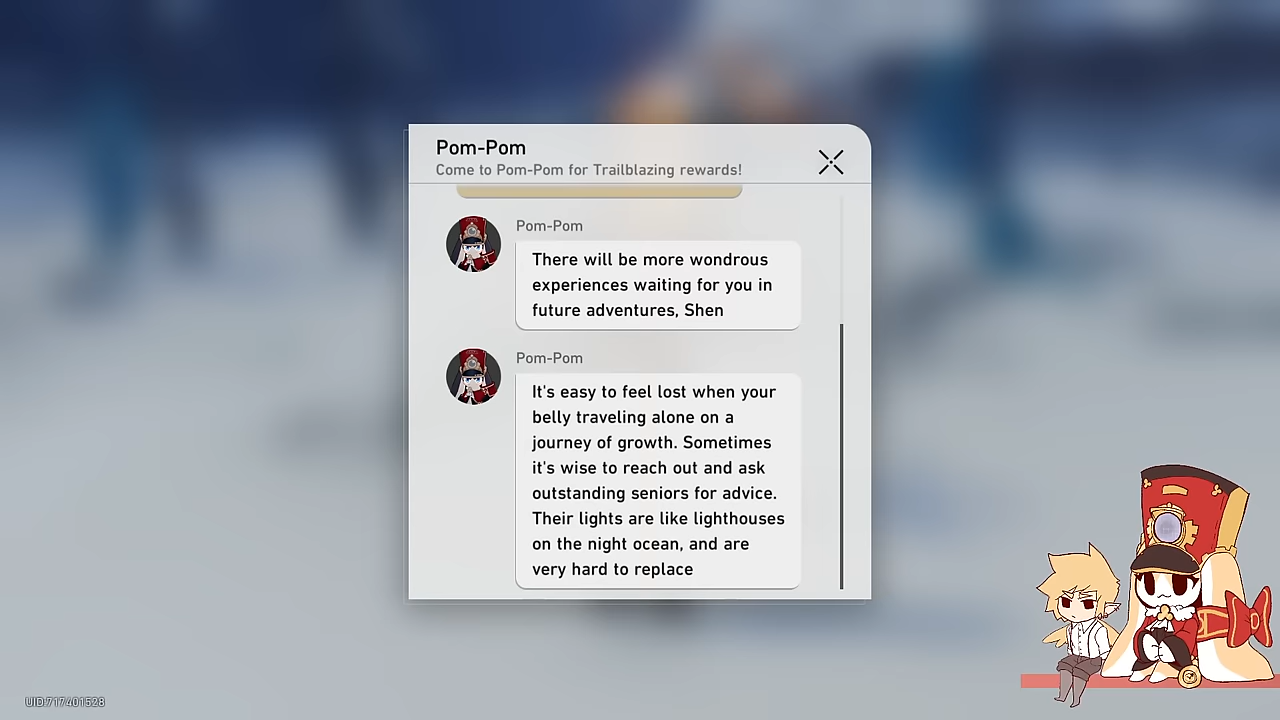 Pom-Pom
Come to Pom-Pom for Trailblazing rewards!
Pom-Pom
There will be more wondrous
experiences waiting for you in
future adventures, Shen
Pom-Pom
It's easy to feel lost when your
belly traveling alone on a
journey of growth. Sometimes
it's wise to reach out and ask
outstanding seniors for advice.
Their lights are like lighthouses
on the night ocean, and are
very hard to replace
UID:717401528